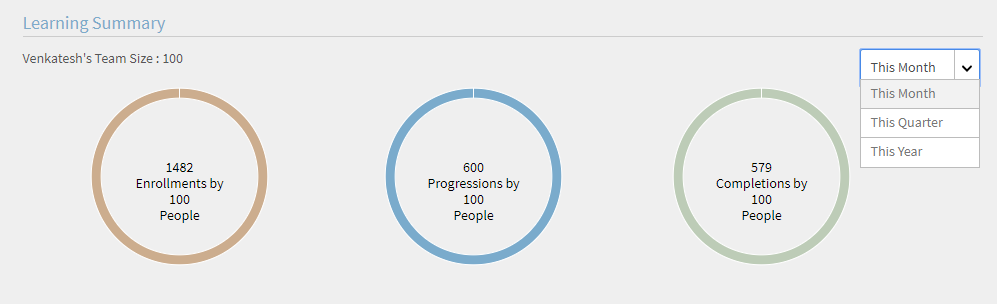 Learning Summary
Venkatesh's Team Size : 100
This Month
This Month
This Quarter
This Year
1482
Enrollments by
100
People
600
Progressions by
100
People
579
Completions by
100
People